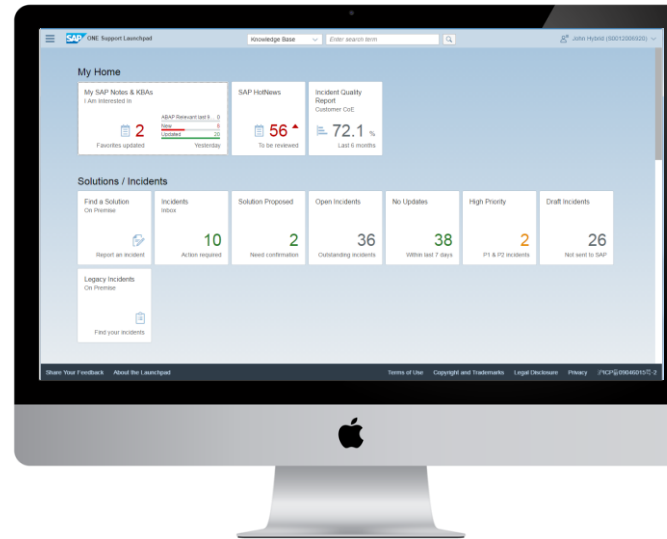 SAP ONE Support Launchpad
Knowledge Base
Enter search term
My Home
My SAP Notes & KBAs
I Am Interested in
2
Favorites updated
New
Updated 20
Yesterday
SAP HotNews
56
To be reviewed
Incident Quality
Report
Customer CoE
72.1 %
Last 6 months
Solutions / Incidents
Find a Solution
On Premise
Report an incident
Incidents
Inbox
10
Action required
Solution Proposed
2
Need confirmation
Open Incidents
36
Outstanding incidents
No Updates
38
Within last 7 days
High Priority
2
P1 & P2 incidents
Draft Incidents
26
Not sent to SAP
Legacy Incidents
On Premise
Find your incidents
Share Your Feedback About the Launchpad
Terms of Use Copyright and Trademarks Legal Disclosure Privacy